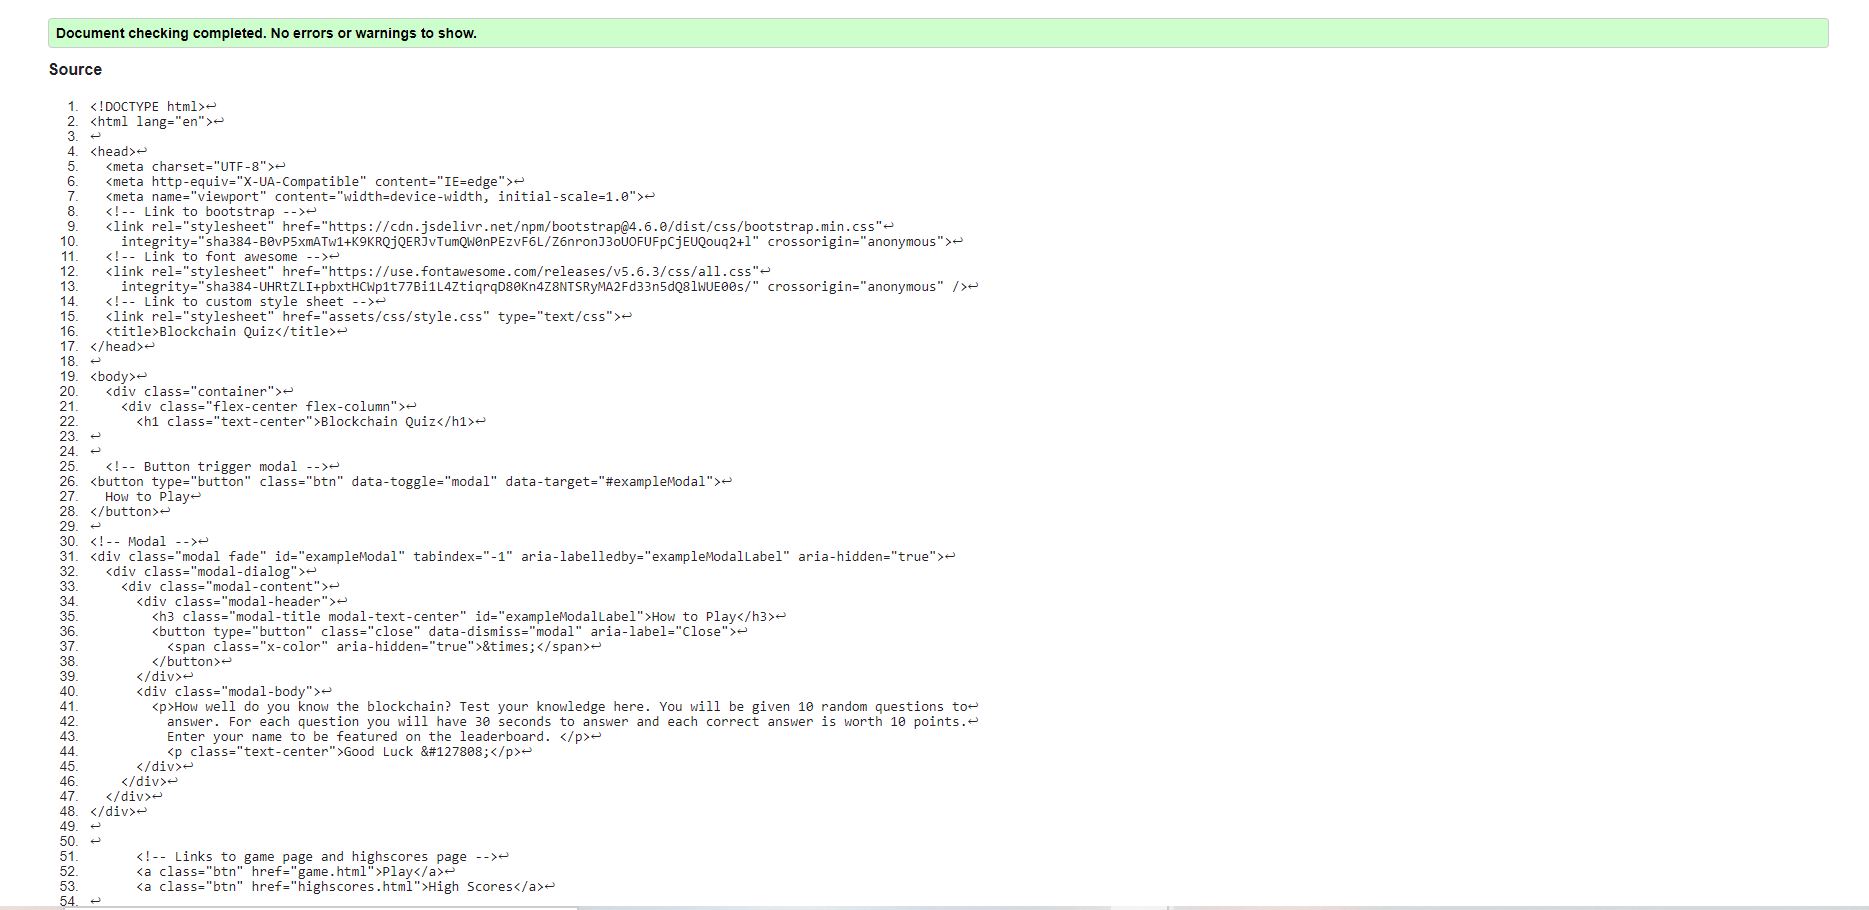 Document checking completed. No errors or warnings to show.
Source
1. <!DOCTYPE html>↩
2. <html lang="en">↩
3. ↩
4. <head>↩
5.   <meta charset="UTF-8">↩
6.   <meta http-equiv="X-UA-Compatible" content="IE=edge">↩
7.   <meta name="viewport" content="width=device-width, initial-scale=1.0">↩
8.   <!-- Link to bootstrap -->↩
9.   <link rel="stylesheet" href="https://cdn.jsdelivr.net/npm/bootstrap@4.6.0/dist/css/bootstrap.min.css"↩
10.     integrity="sha384-B0vP5xmATw1+K9KRQjQERJvTumQW0nPEzvF6L/Z6nronJ3oUOFUFpCjEUQouq2+l" crossorigin="anonymous">↩
11.   <!-- Link to font awesome -->↩
12.   <link rel="stylesheet" href="https://use.fontawesome.com/releases/v5.6.3/css/all.css"↩
13.     integrity="sha384-UHRtZLI+pbxtHCWp1t77Bi1L4ZtiqrqD80Kn4Z8NTSRyMA2Fd33n5dQ8lWUE00s/" crossorigin="anonymous" />↩
14.   <!-- Link to custom style sheet -->↩
15.   <link rel="stylesheet" href="assets/css/style.css" type="text/css">↩
16.   <title>Blockchain Quiz</title>↩
17. </head>↩
18. ↩
19. <body>↩
20.   <div class="container">↩
21.     <div class="flex-center flex-column">↩
22.       <h1 class="text-center">Blockchain Quiz</h1>↩
23. ↩
24. ↩
25.   <!-- Button trigger modal -->↩
26. <button type="button" class="btn" data-toggle="modal" data-target="#exampleModal">↩
27.   How to Play↩
28. </button>↩
29. ↩
30. <!-- Modal -->↩
31. <div class="modal fade" id="exampleModal" tabindex="-1" aria-labelledby="exampleModalLabel" aria-hidden="true">↩
32.   <div class="modal-dialog">↩
33.     <div class="modal-content">↩
34.       <div class="modal-header">↩
35.         <h3 class="modal-title modal-text-center" id="exampleModalLabel">How to Play</h3>↩
36.         <button type="button" class="close" data-dismiss="modal" aria-label="Close">↩
37.           <span class="x-color" aria-hidden="true">&times;</span>↩
38.         </button>↩
39.       </div>↩
40.       <div class="modal-body">↩
41.         <p>How well do you know the blockchain? Test your knowledge here. You will be given 10 random questions to↩
42.           answer. For each question you will have 30 seconds to answer and each correct answer is worth 10 points.↩
43.           Enter your name to be featured on the leaderboard. </p>↩
44.           <p class="text-center">Good Luck &#127808;</p>↩
45.       </div>↩
46.     </div>↩
47.   </div>↩
48. </div>↩
49. ↩
50. ↩
51.       <!-- Links to game page and highscores page -->↩
52.       <a class="btn" href="game.html">Play</a>↩
53.       <a class="btn" href="highscores.html">High Scores</a>↩
54. ↩